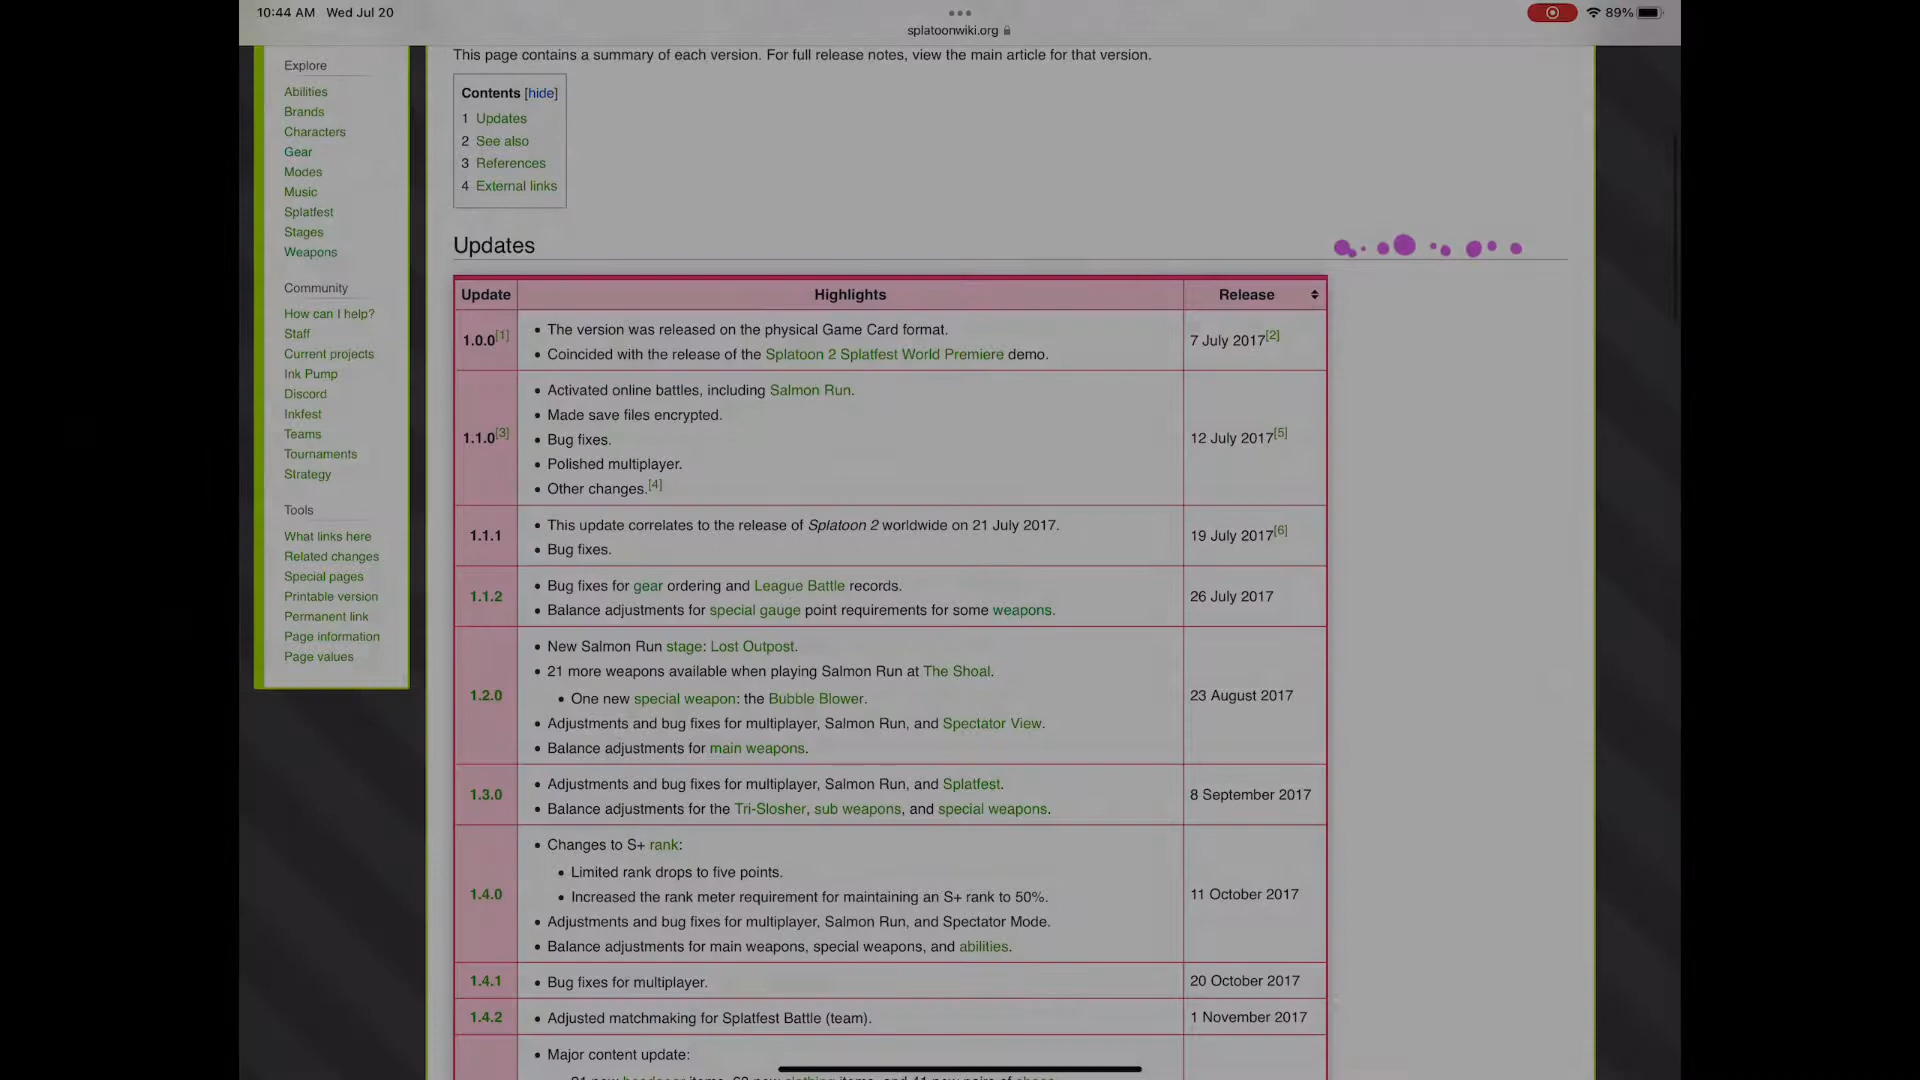 10:44 AM Wed Jul 20
89%
splatoonwiki.org
This page contains a summary of each version. For full release notes, view the main article for that version.
Explore
Abilities
Brands
Characters
Gear
Modes
Music
Splatfest
Stages
Weapons
Community
How can I help?
Staff
Current projects
Ink Pump
Discord
Inkfest
Teams
Tournaments
Strategy
Tools
What links here
Related changes
Special pages
Printable version
Permanent link
Page information
Page values
Contents [hide]
1 Updates
2 See also
3 References
4 External links
Updates
Update Highlights Release
1.0.0[1]
• The version was released on the physical Game Card format.
• Coincided with the release of the Splatoon 2 Splatfest World Premiere demo.
7 July 2017[2]
1.1.0[3]
• Activated online battles, including Salmon Run.
• Made save files encrypted.
• Bug fixes.
• Polished multiplayer.
• Other changes.[4]
12 July 2017[5]
1.1.1
• This update correlates to the release of Splatoon 2 worldwide on 21 July 2017.
• Bug fixes.
19 July 2017[6]
1.1.2
• Bug fixes for gear ordering and League Battle records.
• Balance adjustments for special gauge point requirements for some weapons.
26 July 2017
1.2.0
• New Salmon Run stage: Lost Outpost.
• 21 more weapons available when playing Salmon Run at The Shoal.
• One new special weapon: the Bubble Blower.
• Adjustments and bug fixes for multiplayer, Salmon Run, and Spectator View.
• Balance adjustments for main weapons.
23 August 2017
1.3.0
• Adjustments and bug fixes for multiplayer, Salmon Run, and Splatfest.
• Balance adjustments for the Tri-Slosher, sub weapons, and special weapons.
8 September 2017
1.4.0
• Changes to S+ rank:
• Limited rank drops to five points.
• Increased the rank meter requirement for maintaining an S+ rank to 50%.
• Adjustments and bug fixes for multiplayer, Salmon Run, and Spectator Mode.
• Balance adjustments for main weapons, special weapons, and abilities.
11 October 2017
1.4.1
• Bug fixes for multiplayer.
20 October 2017
1.4.2
• Adjusted matchmaking for Splatfest Battle (team).
1 November 2017
• Major content update: